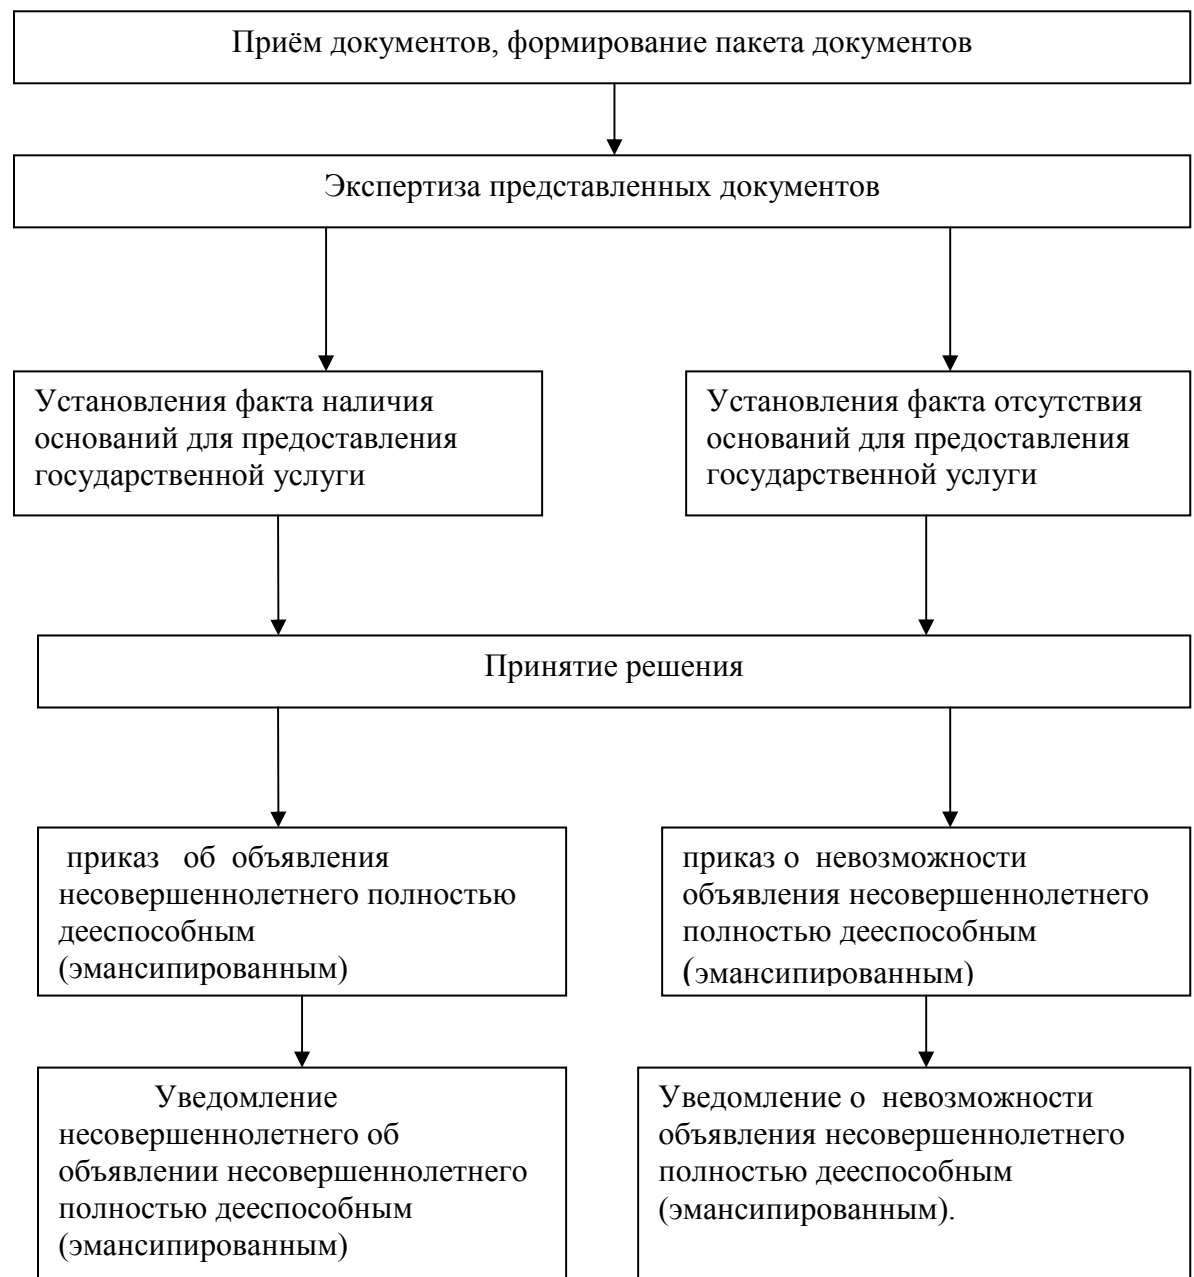 Приём документов, формирование пакета документов
Экспертиза представленных документов
Установления факта наличия
оснований для предоставления
государственной услуги
Установления факта отсутствия
оснований для предоставления
государственной услуги
Принятие решения
приказ об объявления
несовершеннолетнего полностью
дееспособным
(эмансипированным)
приказ о невозможности
объявления несовершеннолетнего
полностью дееспособным
(эмансипированным)
Уведомление
несовершеннолетнего об
объявлении несовершеннолетнего
полностью дееспособным
(эмансипированным)
Уведомление о невозможности
объявления несовершеннолетнего
полностью дееспособным
(эмансипированным).